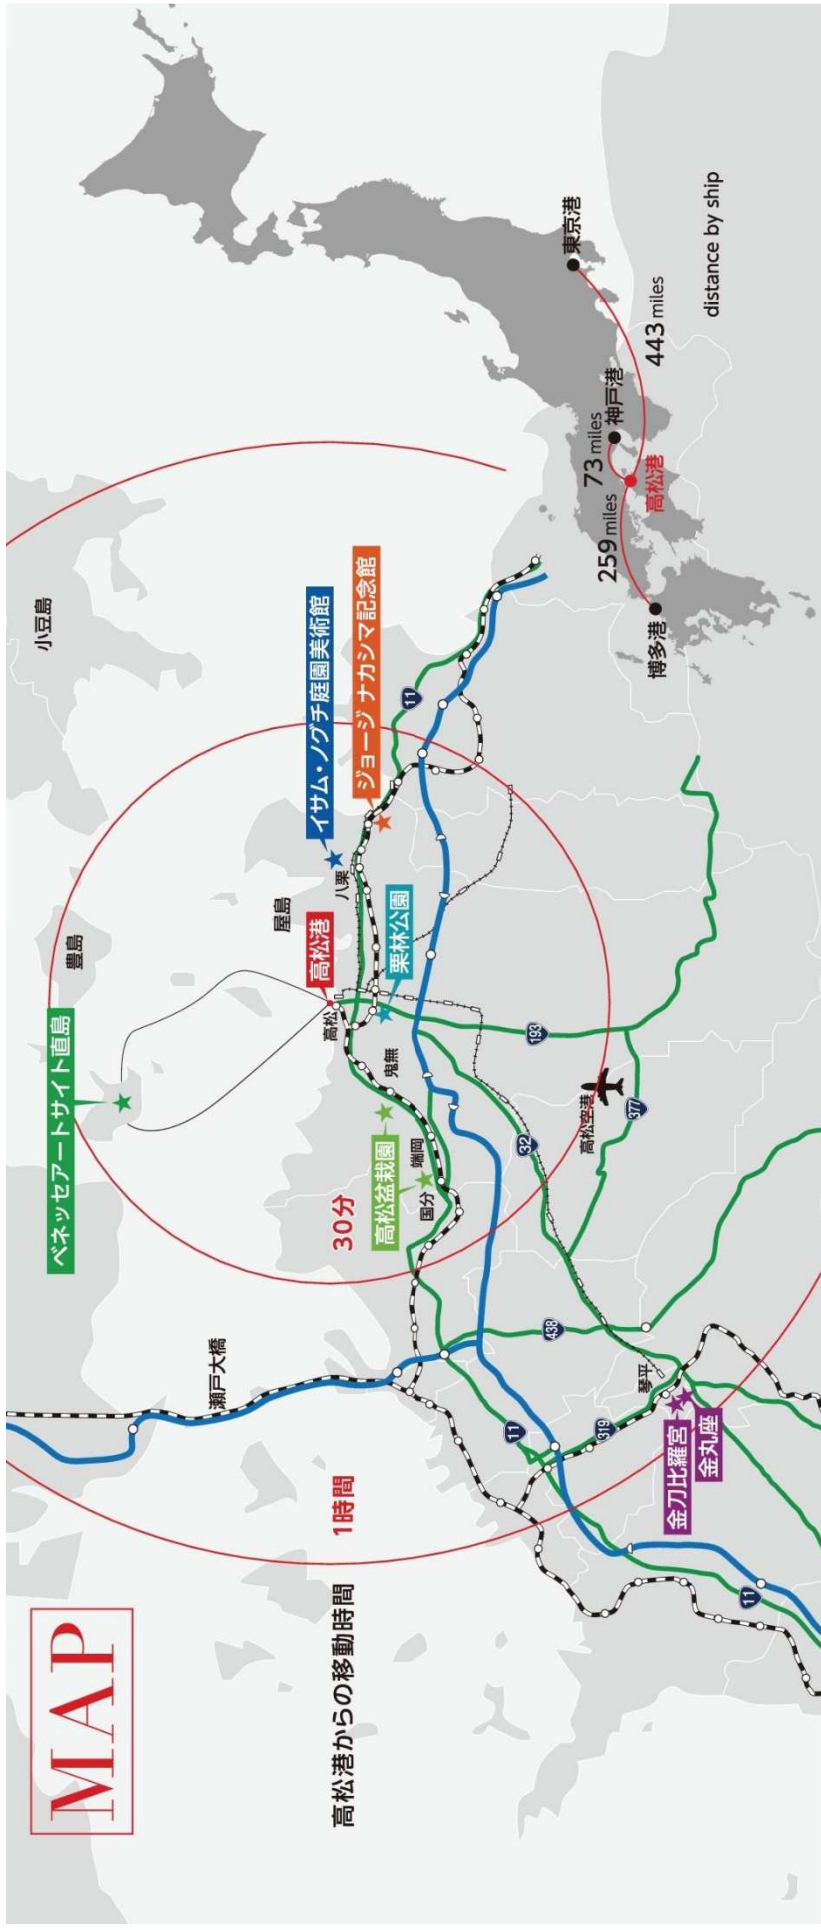 MAP
高松港からの移動時間
1時間
30分
瀬戸大橋
ベネッセアートサイト直島
豊島
小豆島
屋島
高松港
高松
八栗
イサム・ノグチ庭園美術館
ジョージ ナカシマ記念館
栗林公園
鬼無
高松盆栽園
端岡
国分
11
11
11
32
193
377
438
319
高松空港
琴平
金刀比羅宮
金丸座
259 miles
73 miles
443 miles
神戸港
東京港
高松港
博多港
distance by ship